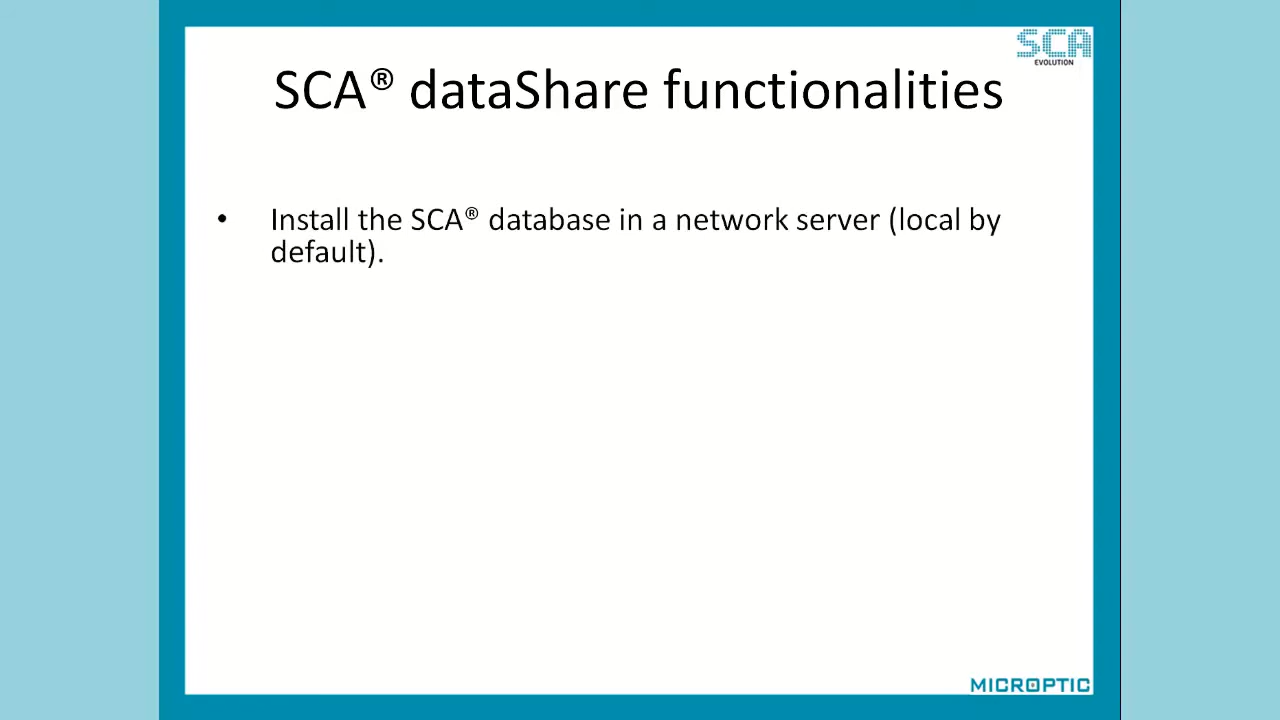 SCA
EVOLUTION
SCA® dataShare functionalities
• Install the SCA® database in a network server (local by
default).
MICROPTIC